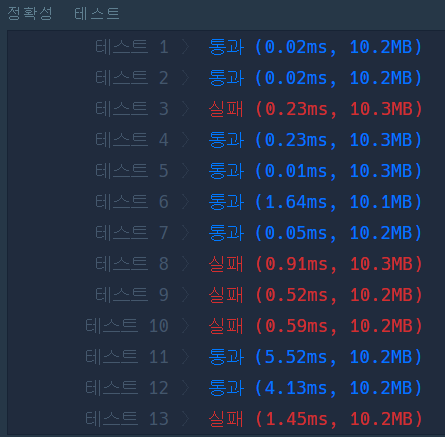 정확성 테스트
테스트 1 〉 통과 (0.02ms, 10.2MB)
테스트 2 〉 통과 (0.02ms, 10.2MB)
테스트 3 〉 실패 (0.23ms, 10.3MB)
테스트 4 〉 통과 (0.23ms, 10.3MB)
테스트 5 〉 통과 (0.01ms, 10.3MB)
테스트 6 〉 통과 (1.64ms, 10.1MB)
테스트 7 〉 통과 (0.05ms, 10.2MB)
테스트 8 〉 실패 (0.91ms, 10.3MB)
테스트 9 〉 실패 (0.52ms, 10.2MB)
테스트 10 〉 실패 (0.59ms, 10.2MB)
테스트 11 〉 통과 (5.52ms, 10.2MB)
테스트 12 〉 통과 (4.13ms, 10.2MB)
테스트 13 〉 실패 (1.45ms, 10.2MB)